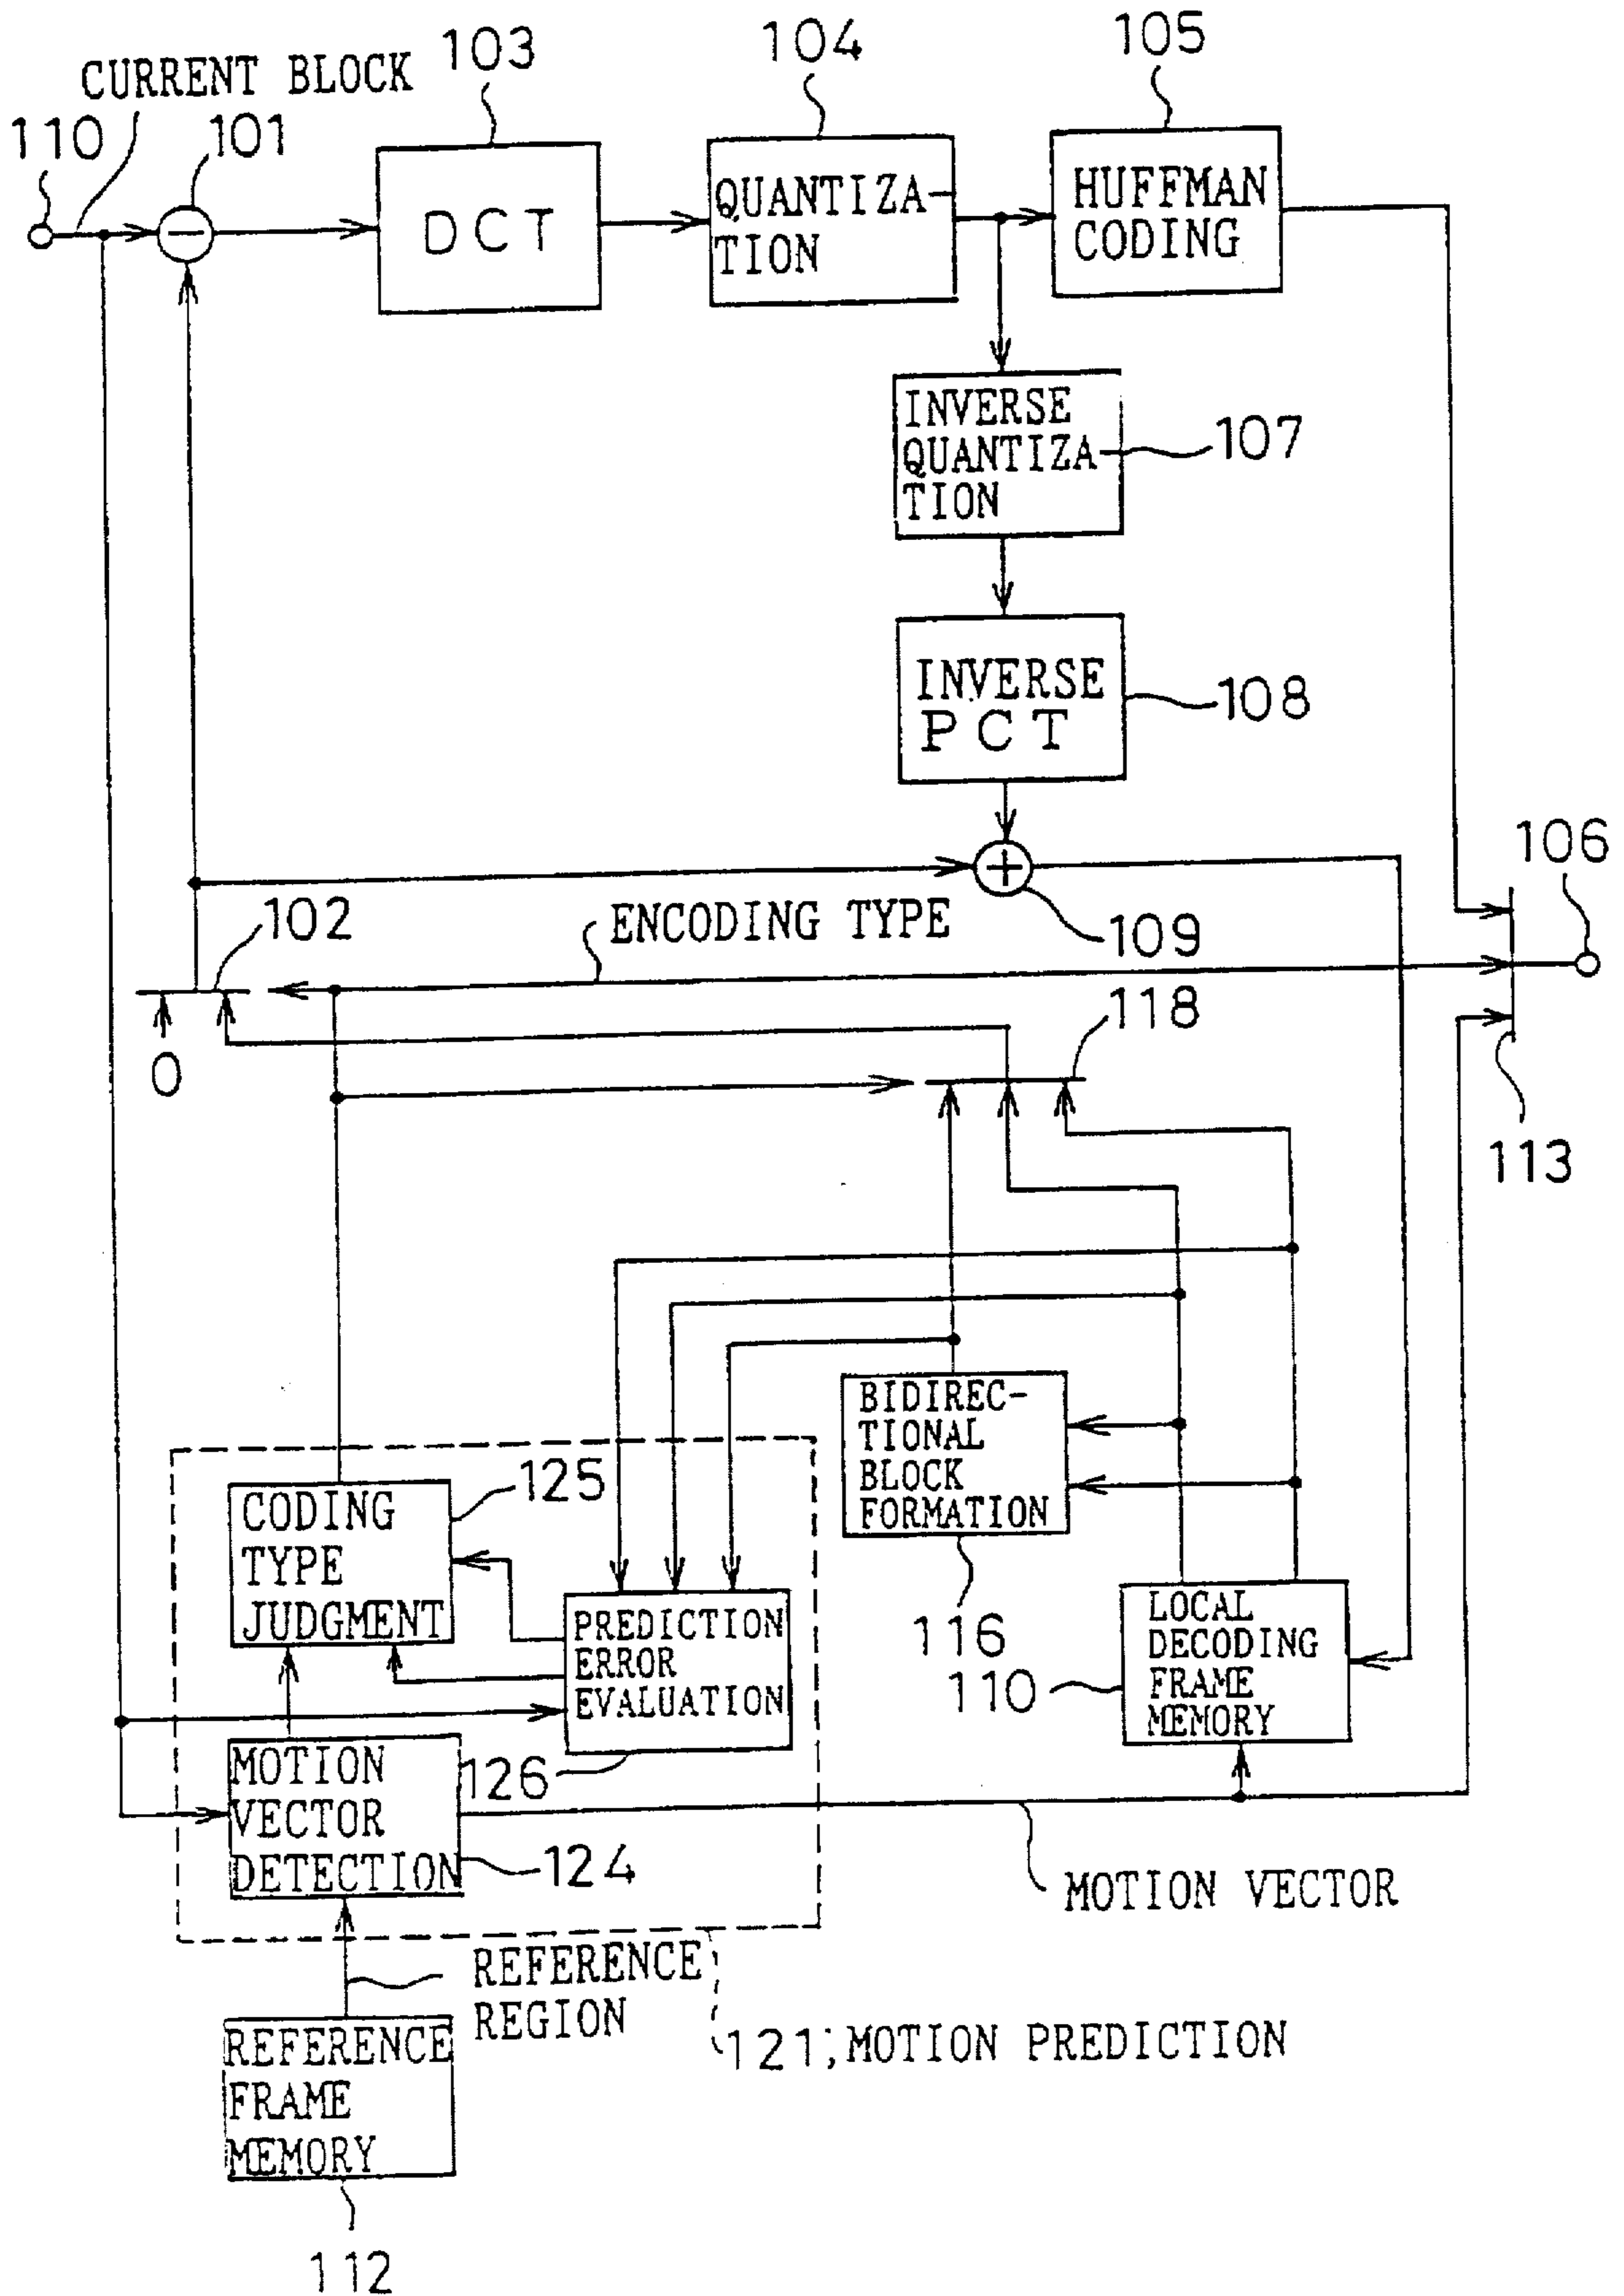 103
104
105
CURRENT BLOCK
110
101
DCT
QUANTIZA-
TION
HUFFMAN
CODING
INVERSE
QUANTIZA
TION
107
INVERSE
PCT
108
106
102
ENCODING TYPE
109
0
118
113
BIDIREC-
TIONAL
BLOCK
FORMATION
116
125
CODING
TYPE
JUDGMENT
PREDICTION
ERROR
EVALUATION
126
LOCAL
DECODING
FRAME
MEMORY
110
MOTION
VECTOR
DETECTION
124
MOTION VECTOR
REFERENCE
REGION
121; MOTION PREDICTION
REFERENCE
FRAME
MEMORY
112